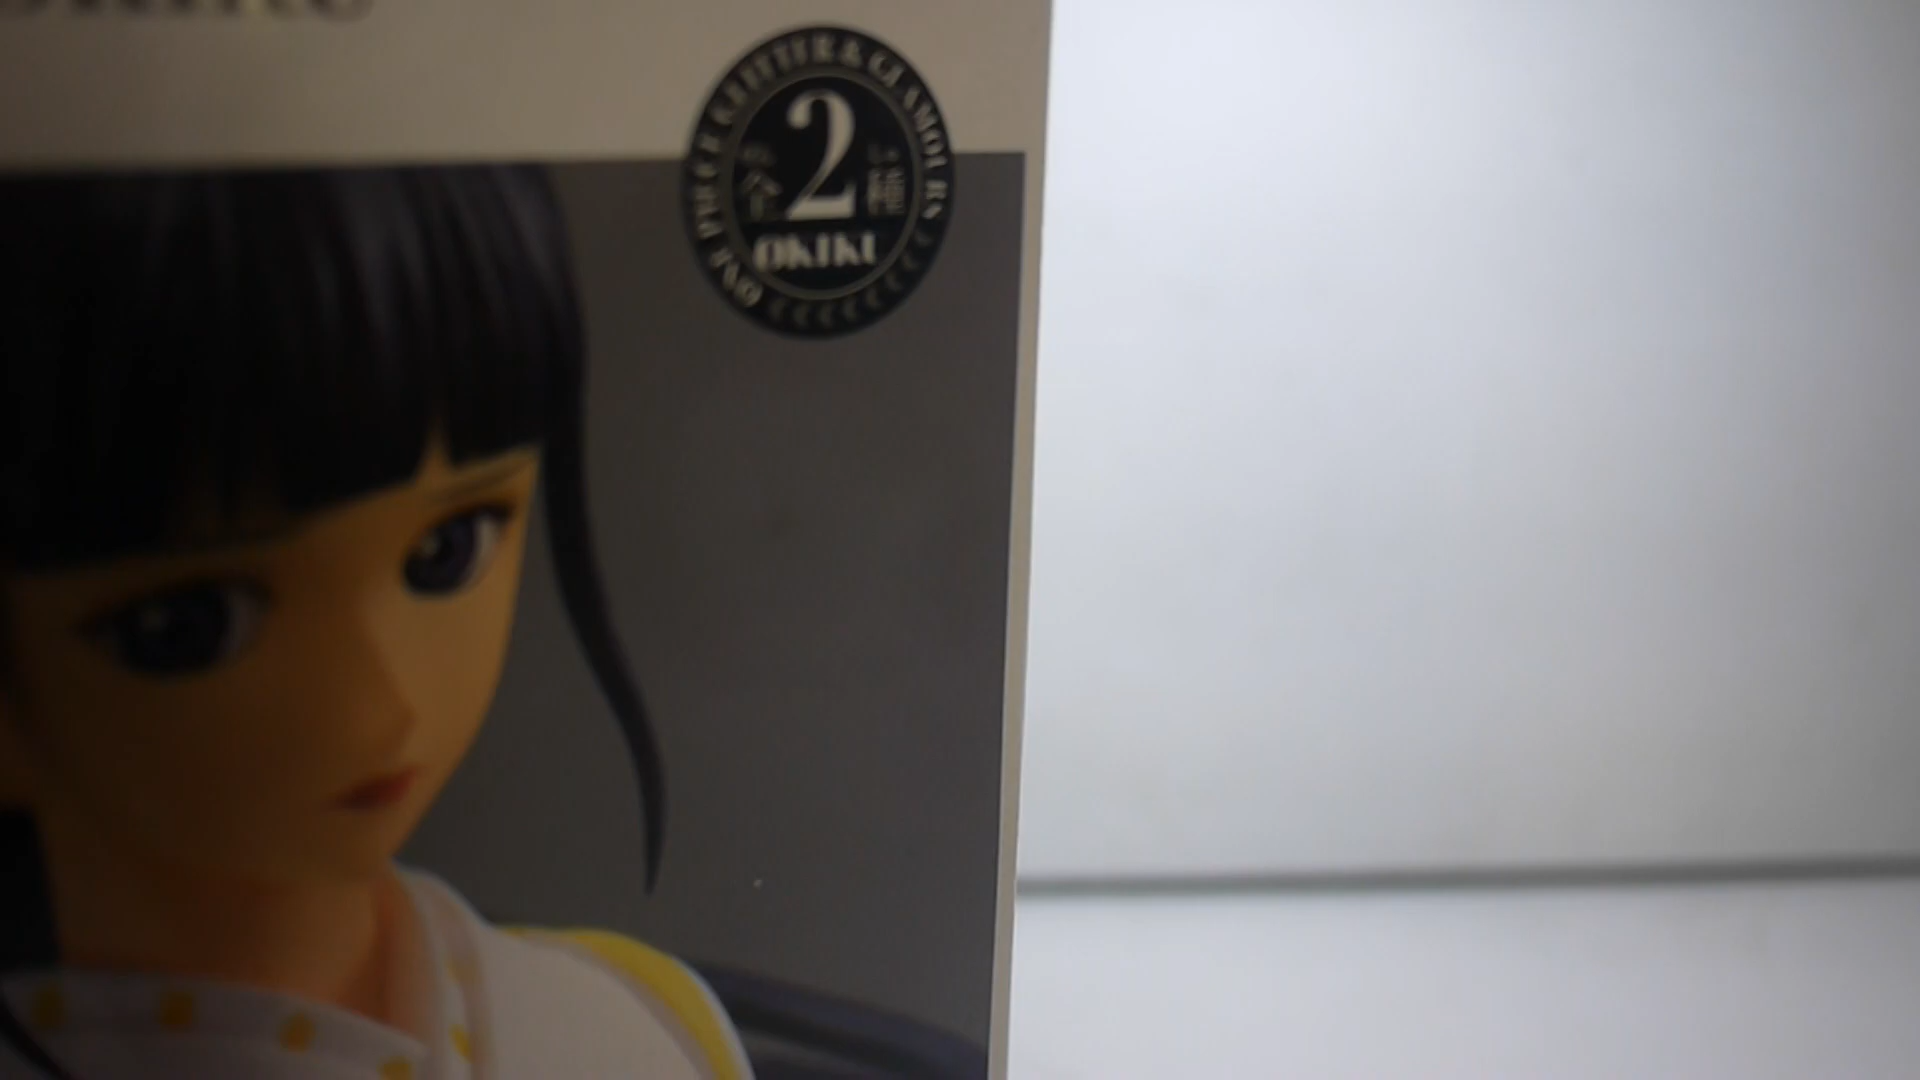 ONE PIECE GLITTER & GLAMOURS
全
2
種
OKIKU